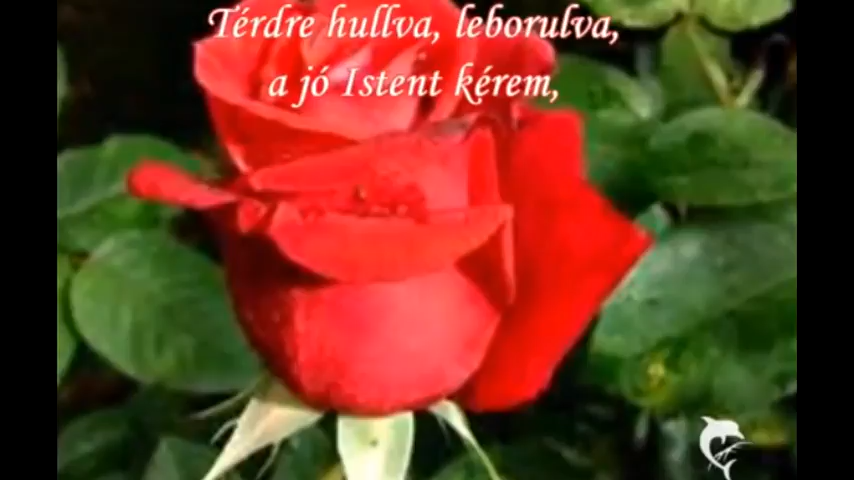 Térdre hullva, leborulva,
a jó Istent kérem,